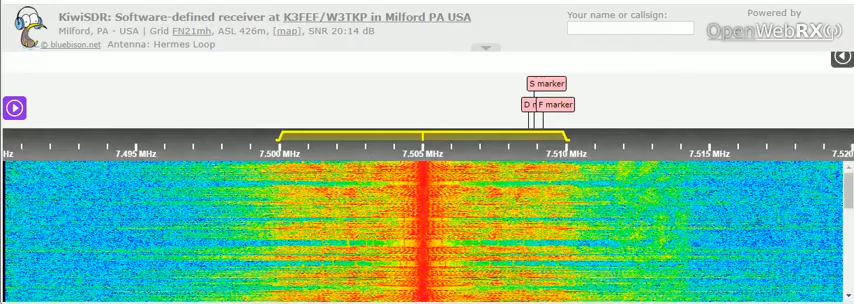 KiwiSDR: Software-defined receiver at K3FEF/W3TKP in Milford PA USA
Milford, PA - USA | Grid FN21mh, ASL 426m, [map], SNR 20:14 dB
© bluebison.net Antenna: Hermes Loop
Your name or callsign:
Powered by
OpenWebRX
S marker
D
F marker
Hz
7.495 MHz
7.500 MHz
7.505 MHz
7.510 MHz
7.515 MHz
7.520